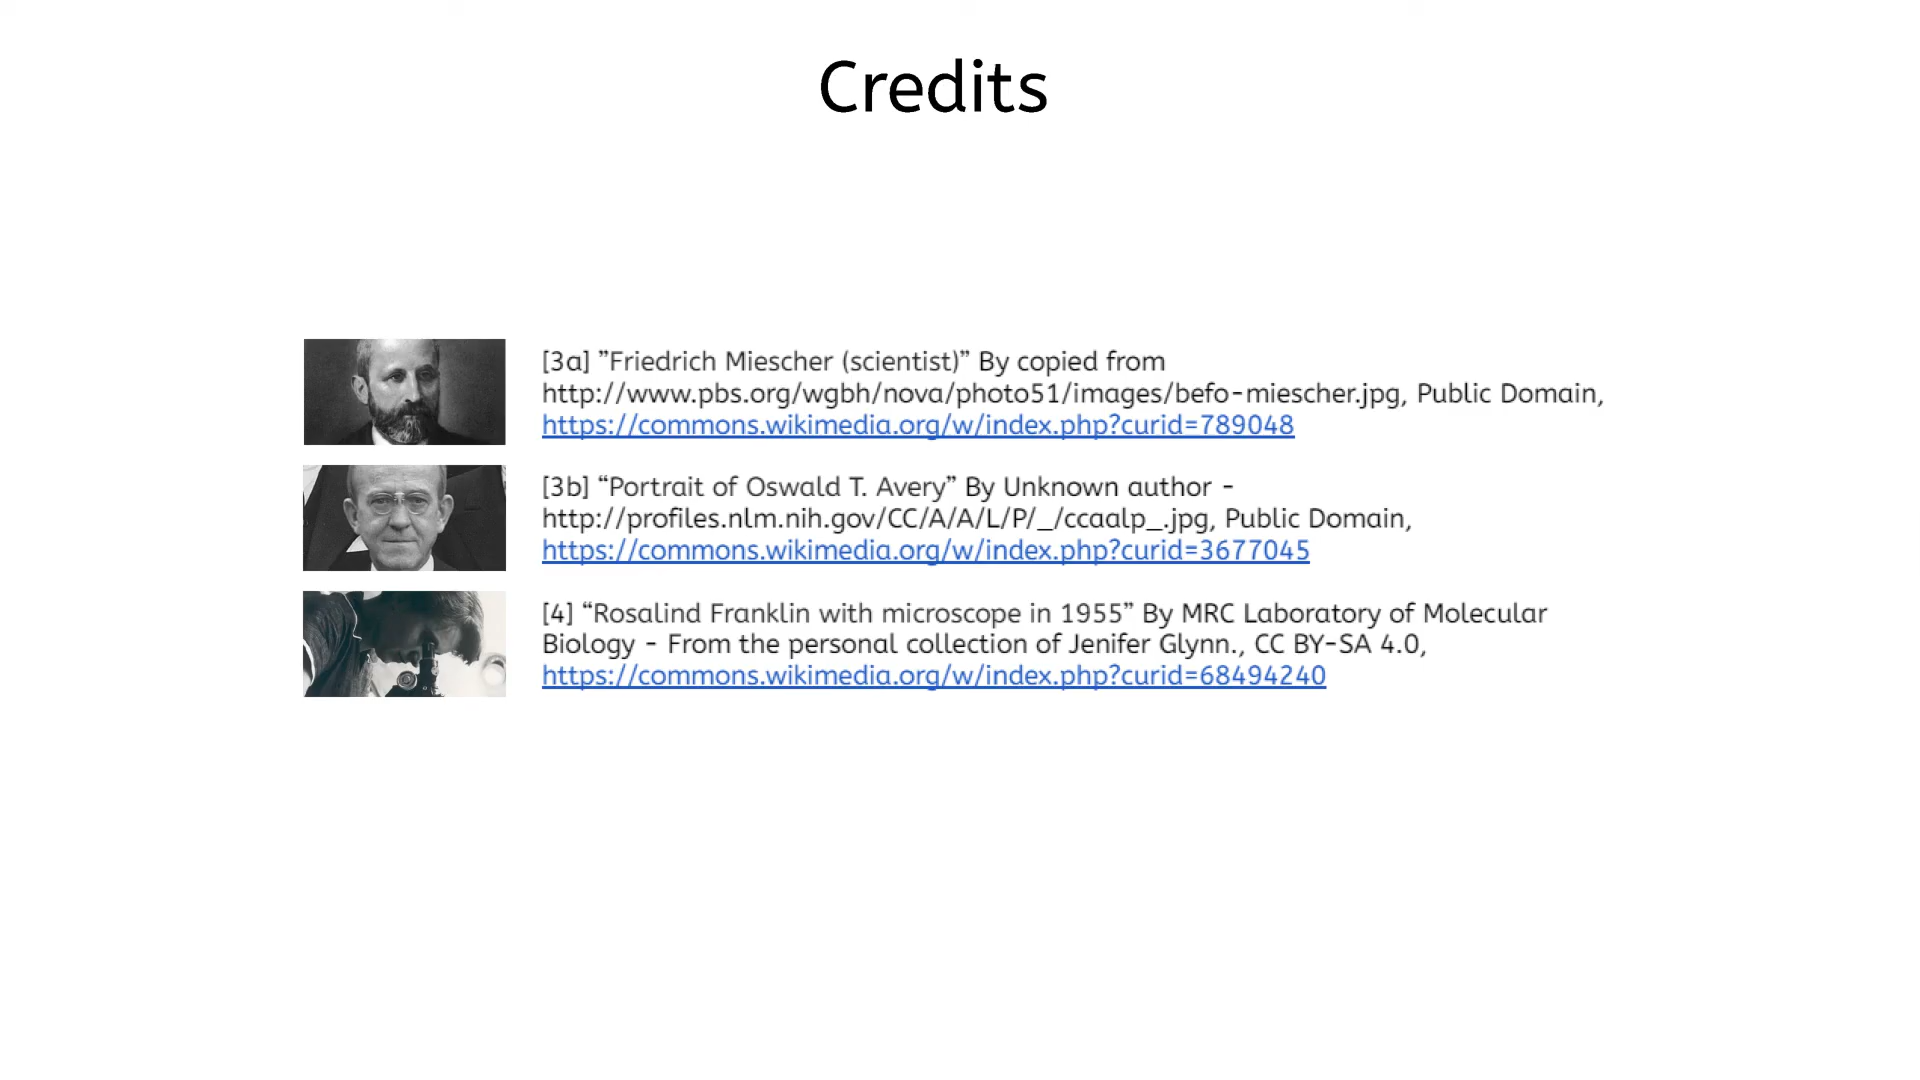 Credits
[3a] ”Friedrich Miescher (scientist)” By copied from
http://www.pbs.org/wgbh/nova/photo51/images/befo-miescher.jpg, Public Domain,
https://commons.wikimedia.org/w/index.php?curid=789048
[3b] “Portrait of Oswald T. Avery” By Unknown author -
http://profiles.nlm.nih.gov/CC/A/A/L/P/_/ccaalp_.jpg, Public Domain,
https://commons.wikimedia.org/w/index.php?curid=3677045
[4] “Rosalind Franklin with microscope in 1955” By MRC Laboratory of Molecular
Biology - From the personal collection of Jenifer Glynn., CC BY-SA 4.0,
https://commons.wikimedia.org/w/index.php?curid=68494240